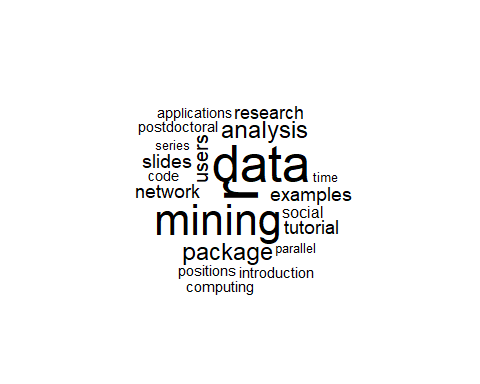 applications research
postdoctoral analysis
series users
slides data
code time
network r examples
mining social
tutorial
package parallel
positions introduction
computing